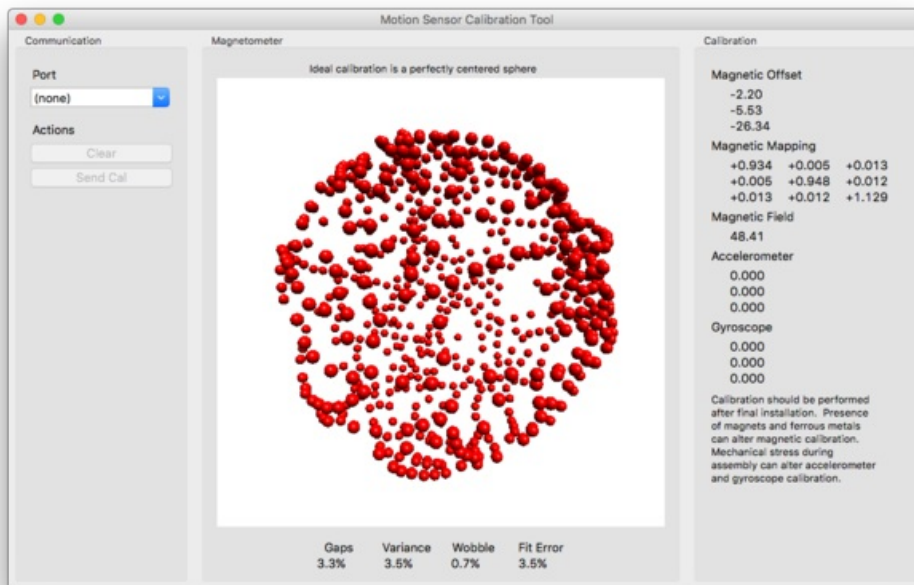 Motion Sensor Calibration Tool
Communication
Port
(none)
Actions
Clear
Send Cal
Magnetometer
Ideal calibration is a perfectly centered sphere
Gaps Variance Wobble Fit Error
3.3% 3.5% 0.7% 3.5%
Calibration
Magnetic Offset
-2.20
-5.53
-26.34
Magnetic Mapping
+0.934 +0.005 +0.013
+0.005 +0.948 +0.012
+0.013 +0.012 +1.129
Magnetic Field
48.41
Accelerometer
0.000
0.000
0.000
Gyroscope
0.000
0.000
0.000
Calibration should be performed
after final installation. Presence
of magnets and ferrous metals
can alter magnetic calibration.
Mechanical stress during
assembly can alter accelerometer
and gyroscope calibration.